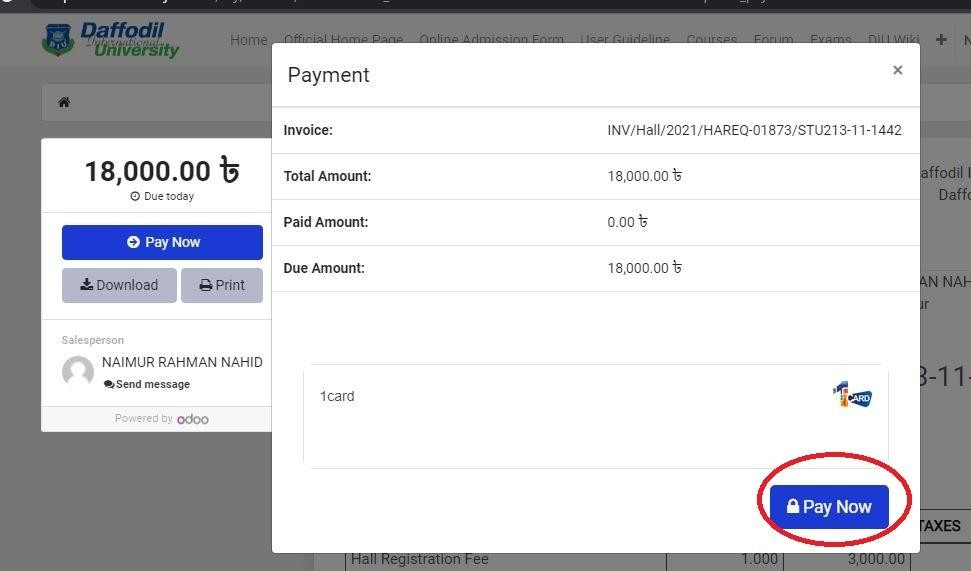 Daffodil
International
University
Home Official Home Page Online Admission Form User Guideline Courses Forum Exams DIU Wiki
Payment
×
Invoice: INV/Hall/2021/HAREQ-01873/STU213-11-1442
Total Amount: 18,000.00 ৳
Paid Amount: 0.00 ৳
Due Amount: 18,000.00 ৳
1card
1CARD
Pay Now
18,000.00 ৳
Due today
Pay Now
Download Print
Salesperson
NAIMUR RAHMAN NAHID
Send message
Powered by odoo
TAXES
Hall Registration Fee 1.000 3,000.00